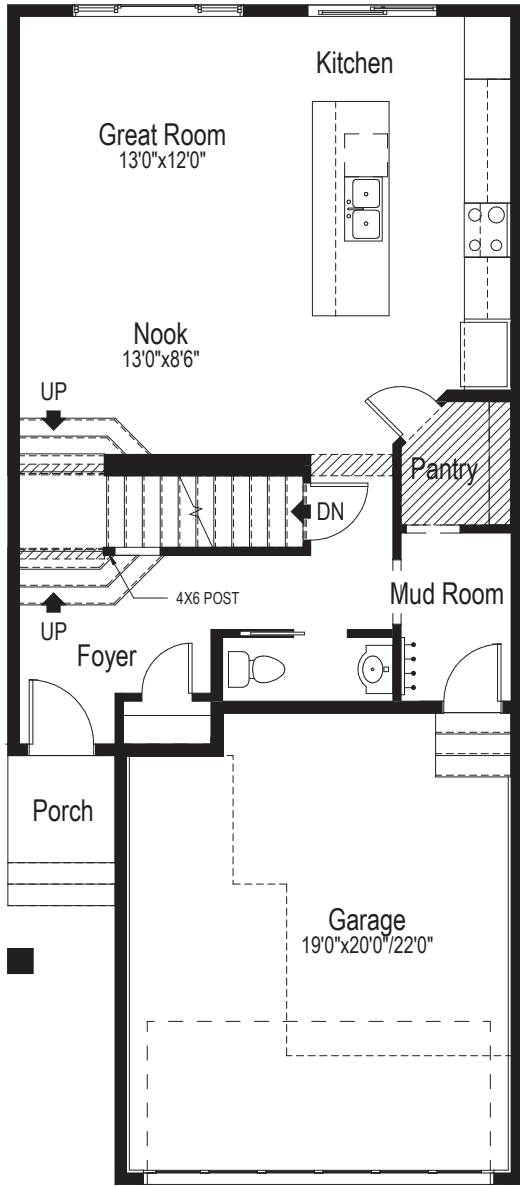 Kitchen
Great Room
13'0"x12'0"
Nook
13'0"x8'6"
UP
Pantry
DN
4X6 POST
Mud Room
UP
Foyer
Porch
Garage
19'0"x20'0"/22'0"